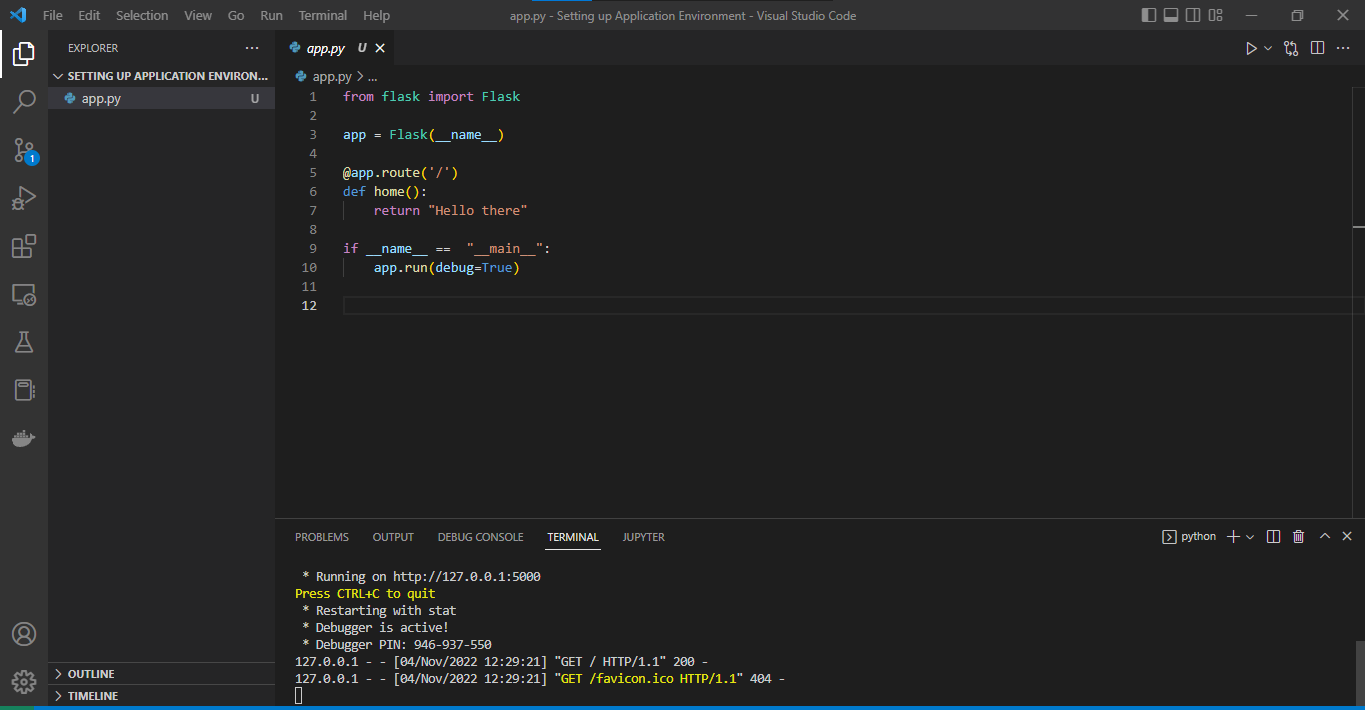 File Edit Selection View Go Run Terminal Help app.py - Setting up Application Environment - Visual Studio Code
EXPLORER
SETTING UP APPLICATION ENVIRON...
app.py U
1
OUTLINE
TIMELINE
app.py U
app.py > ...
1 from flask import Flask
2
3 app = Flask(__name__)
4
5 @app.route('/')
6 def home():
7     return "Hello there"
8
9 if __name__ ==  "__main__":
10     app.run(debug=True)
11
12
PROBLEMS OUTPUT DEBUG CONSOLE TERMINAL JUPYTER python
* Running on http://127.0.0.1:5000
Press CTRL+C to quit
* Restarting with stat
* Debugger is active!
* Debugger PIN: 946-937-550
127.0.0.1 - - [04/Nov/2022 12:29:21] "GET / HTTP/1.1" 200 -
127.0.0.1 - - [04/Nov/2022 12:29:21] "GET /favicon.ico HTTP/1.1" 404 -